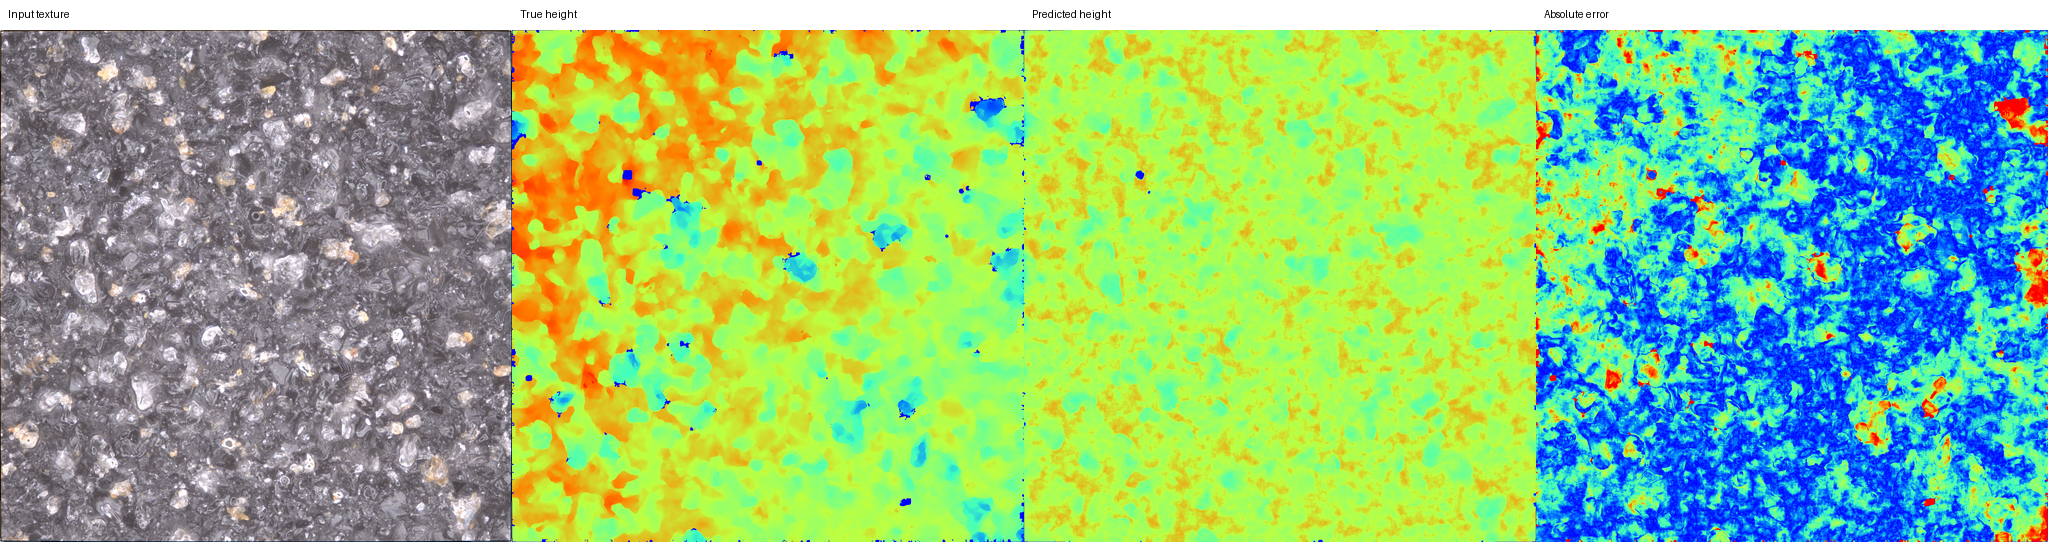 Input texture
True height
Predicted height
Absolute error